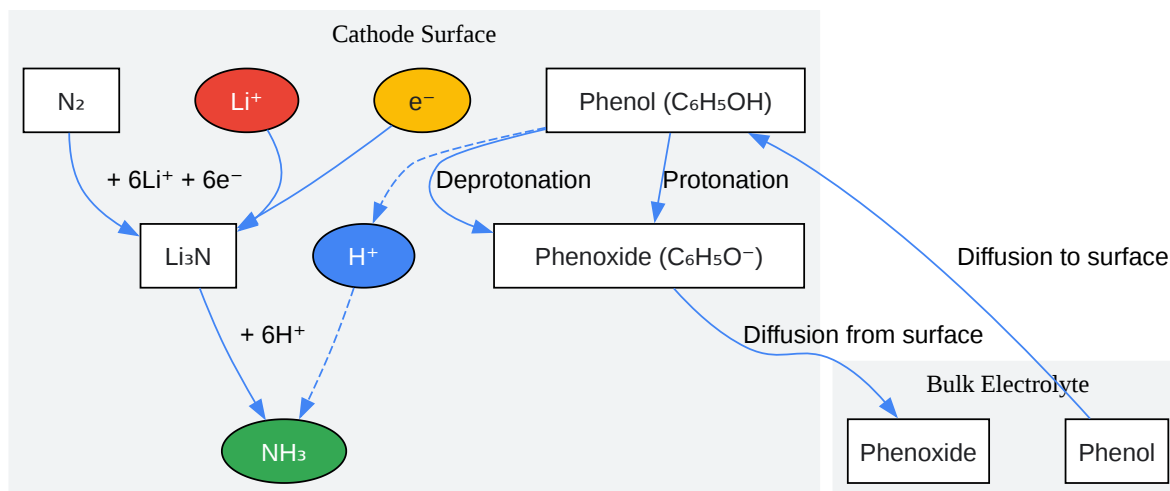 Cathode Surface
N₂
Li⁺
e⁻
Phenol (C₆H₅OH)
+ 6Li⁺ + 6e⁻
Deprotonation
Protonation
Li₃N
H⁺
Phenoxide (C₆H₅O⁻)
Diffusion to surface
+ 6H⁺
Diffusion from surface
Bulk Electrolyte
NH₃
Phenoxide
Phenol